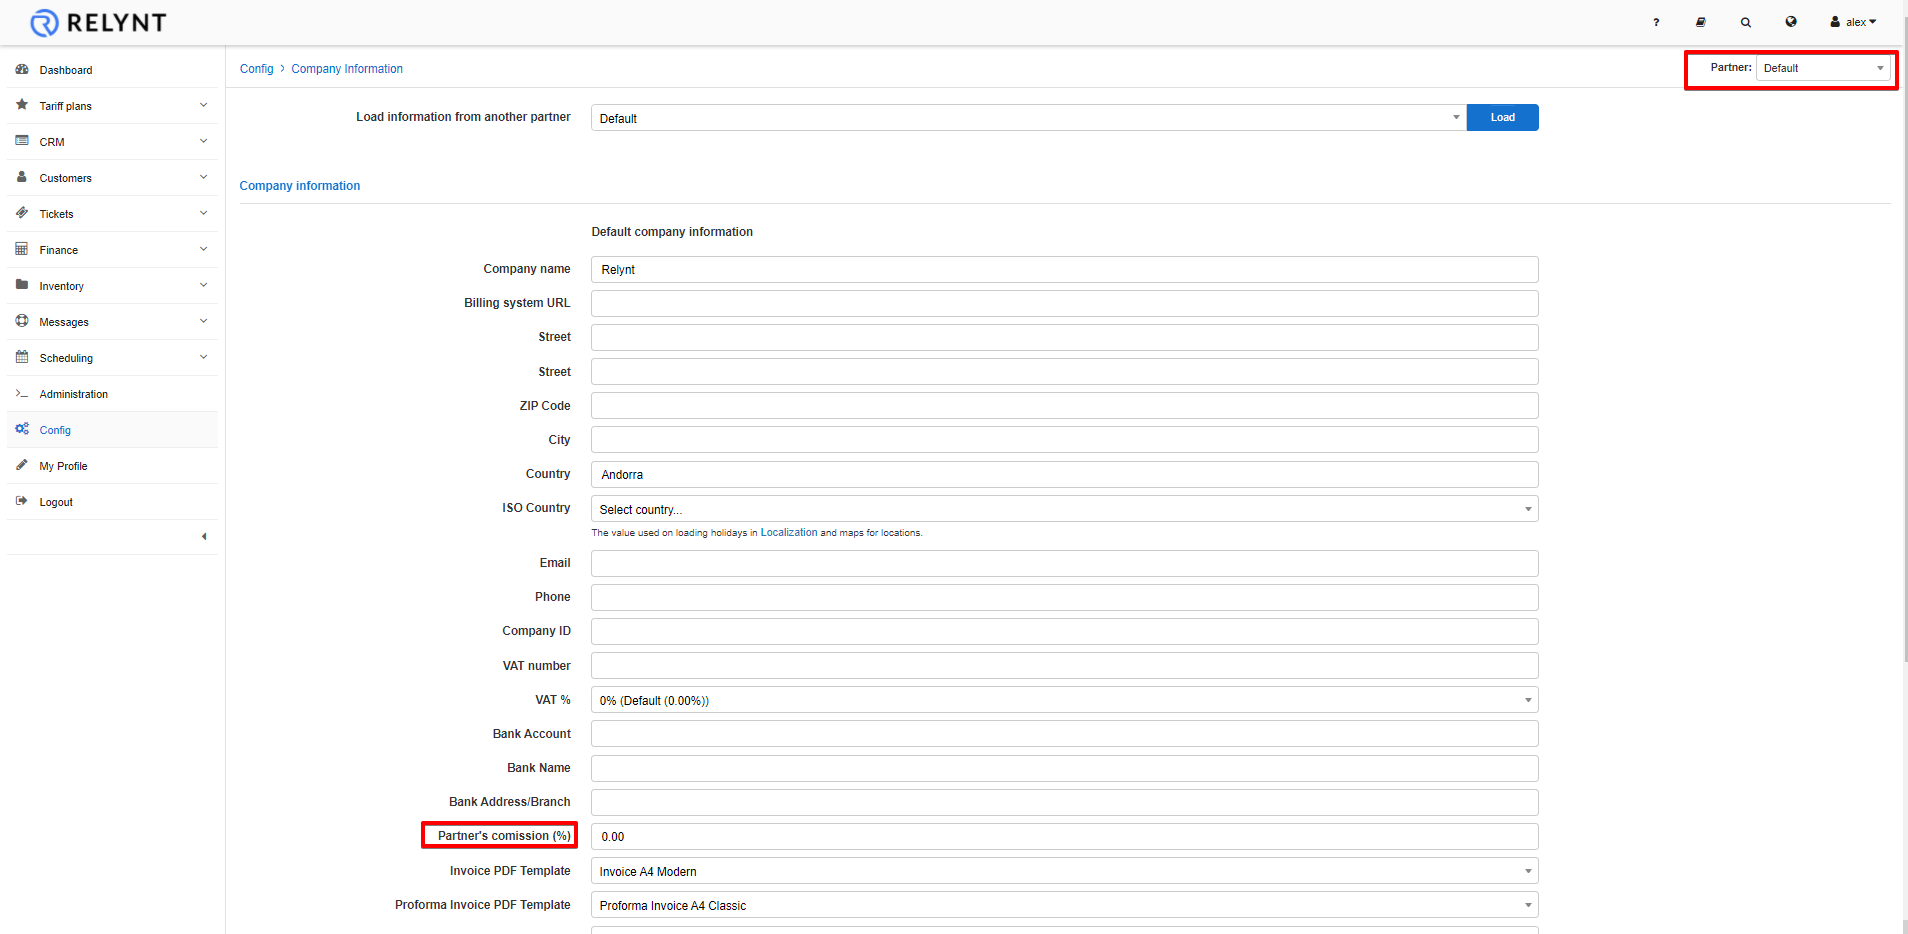 RELYNT
? alex
Dashboard
Tariff plans
CRM
Customers
Tickets
Finance
Inventory
Messages
Scheduling
Administration
Config
My Profile
Logout
Config > Company Information
Partner: Default
Load information from another partner Default Load
Company information
Default company information
Company name Relynt
Billing system URL
Street
Street
ZIP Code
City
Country Andorra
ISO Country Select country...
The value used on loading holidays in Localization and maps for locations.
Email
Phone
Company ID
VAT number
VAT % 0% (Default (0.00%))
Bank Account
Bank Name
Bank Address/Branch
Partner's comission (%) 0.00
Invoice PDF Template Invoice A4 Modern
Proforma Invoice PDF Template Proforma Invoice A4 Classic